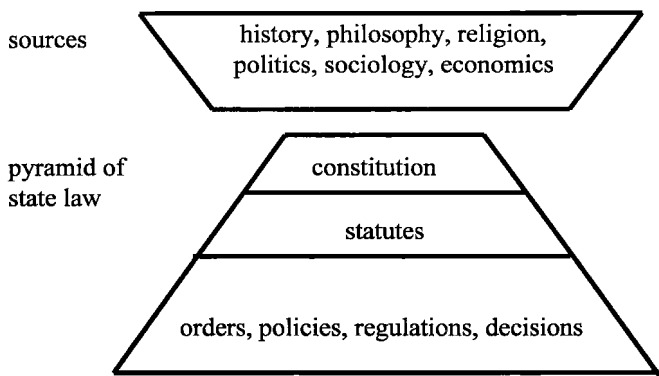 sources
history, philosophy, religion,
politics, sociology, economics
pyramid of
state law
constitution
statutes
orders, policies, regulations, decisions